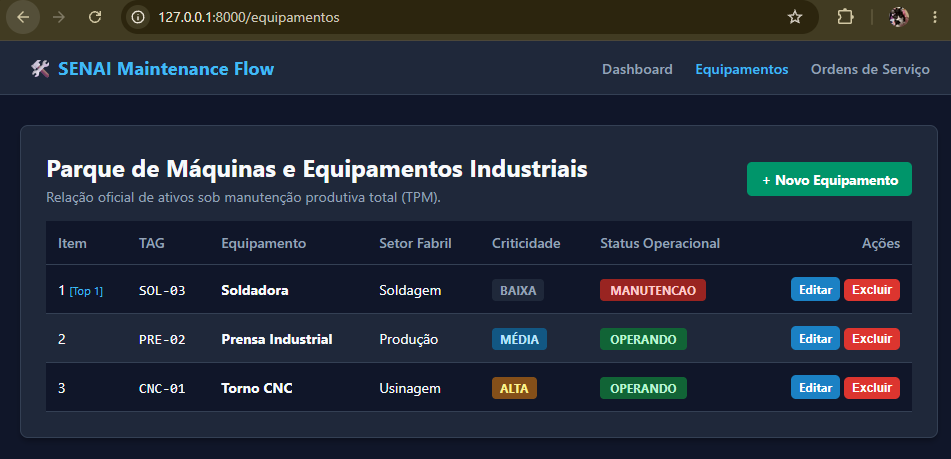 127.0.0.1:8000/equipamentos
SENAI Maintenance Flow Dashboard Equipamentos Ordens de Serviço
Parque de Máquinas e Equipamentos Industriais
Relação oficial de ativos sob manutenção produtiva total (TPM).
+ Novo Equipamento
Item TAG Equipamento Setor Fabril Criticidade Status Operacional Ações
1 [Top 1] SOL-03 Soldadora Soldagem BAIXA MANUTENCAO Editar Excluir
2 PRE-02 Prensa Industrial Produção MÉDIA OPERANDO Editar Excluir
3 CNC-01 Torno CNC Usinagem ALTA OPERANDO Editar Excluir